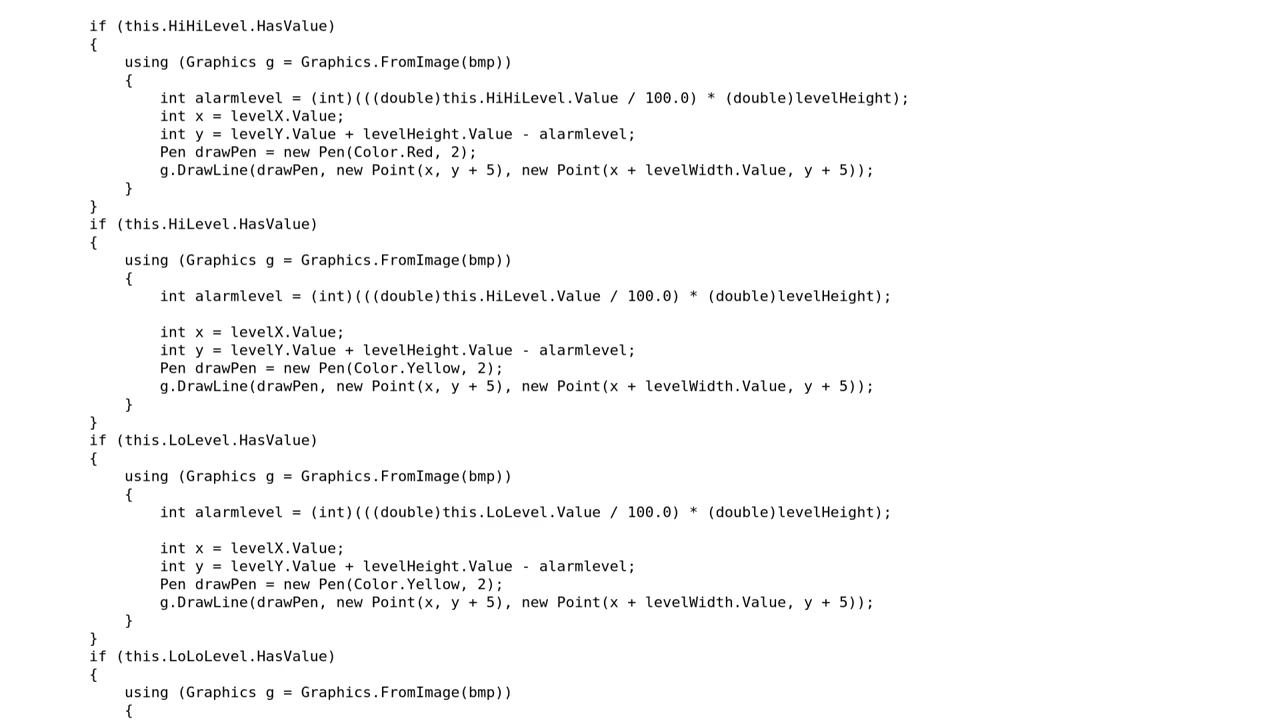 if (this.HiHiLevel.HasValue)
{
    using (Graphics g = Graphics.FromImage(bmp))
    {
        int alarmlevel = (int)(((double)this.HiHiLevel.Value / 100.0) * (double)levelHeight);
        int x = levelX.Value;
        int y = levelY.Value + levelHeight.Value - alarmlevel;
        Pen drawPen = new Pen(Color.Red, 2);
        g.DrawLine(drawPen, new Point(x, y + 5), new Point(x + levelWidth.Value, y + 5));
    }
}
if (this.HiLevel.HasValue)
{
    using (Graphics g = Graphics.FromImage(bmp))
    {
        int alarmlevel = (int)(((double)this.HiLevel.Value / 100.0) * (double)levelHeight);

        int x = levelX.Value;
        int y = levelY.Value + levelHeight.Value - alarmlevel;
        Pen drawPen = new Pen(Color.Yellow, 2);
        g.DrawLine(drawPen, new Point(x, y + 5), new Point(x + levelWidth.Value, y + 5));
    }
}
if (this.LoLevel.HasValue)
{
    using (Graphics g = Graphics.FromImage(bmp))
    {
        int alarmlevel = (int)(((double)this.LoLevel.Value / 100.0) * (double)levelHeight);

        int x = levelX.Value;
        int y = levelY.Value + levelHeight.Value - alarmlevel;
        Pen drawPen = new Pen(Color.Yellow, 2);
        g.DrawLine(drawPen, new Point(x, y + 5), new Point(x + levelWidth.Value, y + 5));
    }
}
if (this.LoLoLevel.HasValue)
{
    using (Graphics g = Graphics.FromImage(bmp))
    {